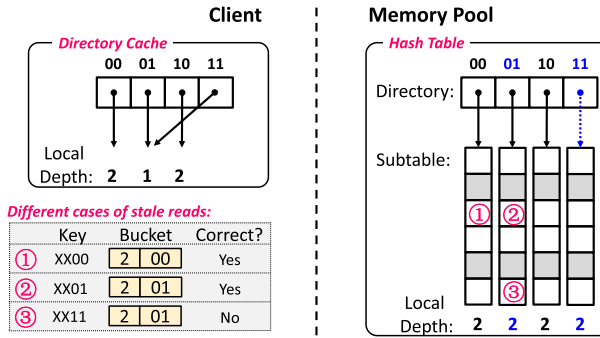 Client
Directory Cache
00 01 10 11
Local
Depth: 2 1 2
Different cases of stale reads:
Key Bucket Correct?
① XX00 2 00 Yes
② XX01 2 01 Yes
③ XX11 2 01 No
Memory Pool
Hash Table
00 01 10 11
Directory:
Subtable:
① ②
③
Local
Depth: 2 2 2 2